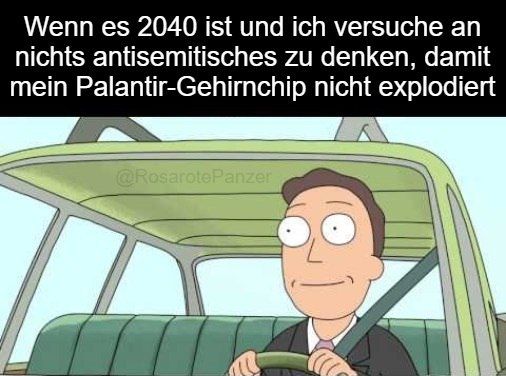 Wenn es 2040 ist und ich versuche an
nichts antisemitisches zu denken, damit
mein Palantir-Gehirnchip nicht explodiert
@RosarotePanzer